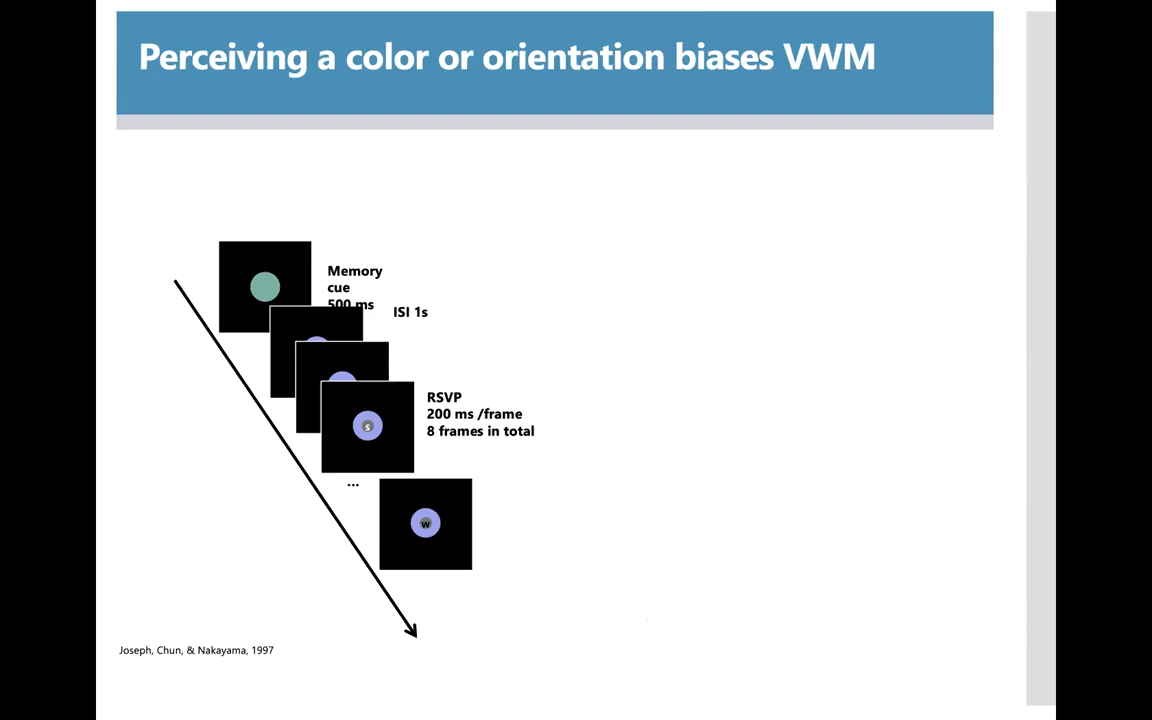 Perceiving a color or orientation biases VWM
Memory
cue
500 ms
ISI 1s
RSVP
200 ms /frame
8 frames in total
s
...
w
Joseph, Chun, & Nakayama, 1997